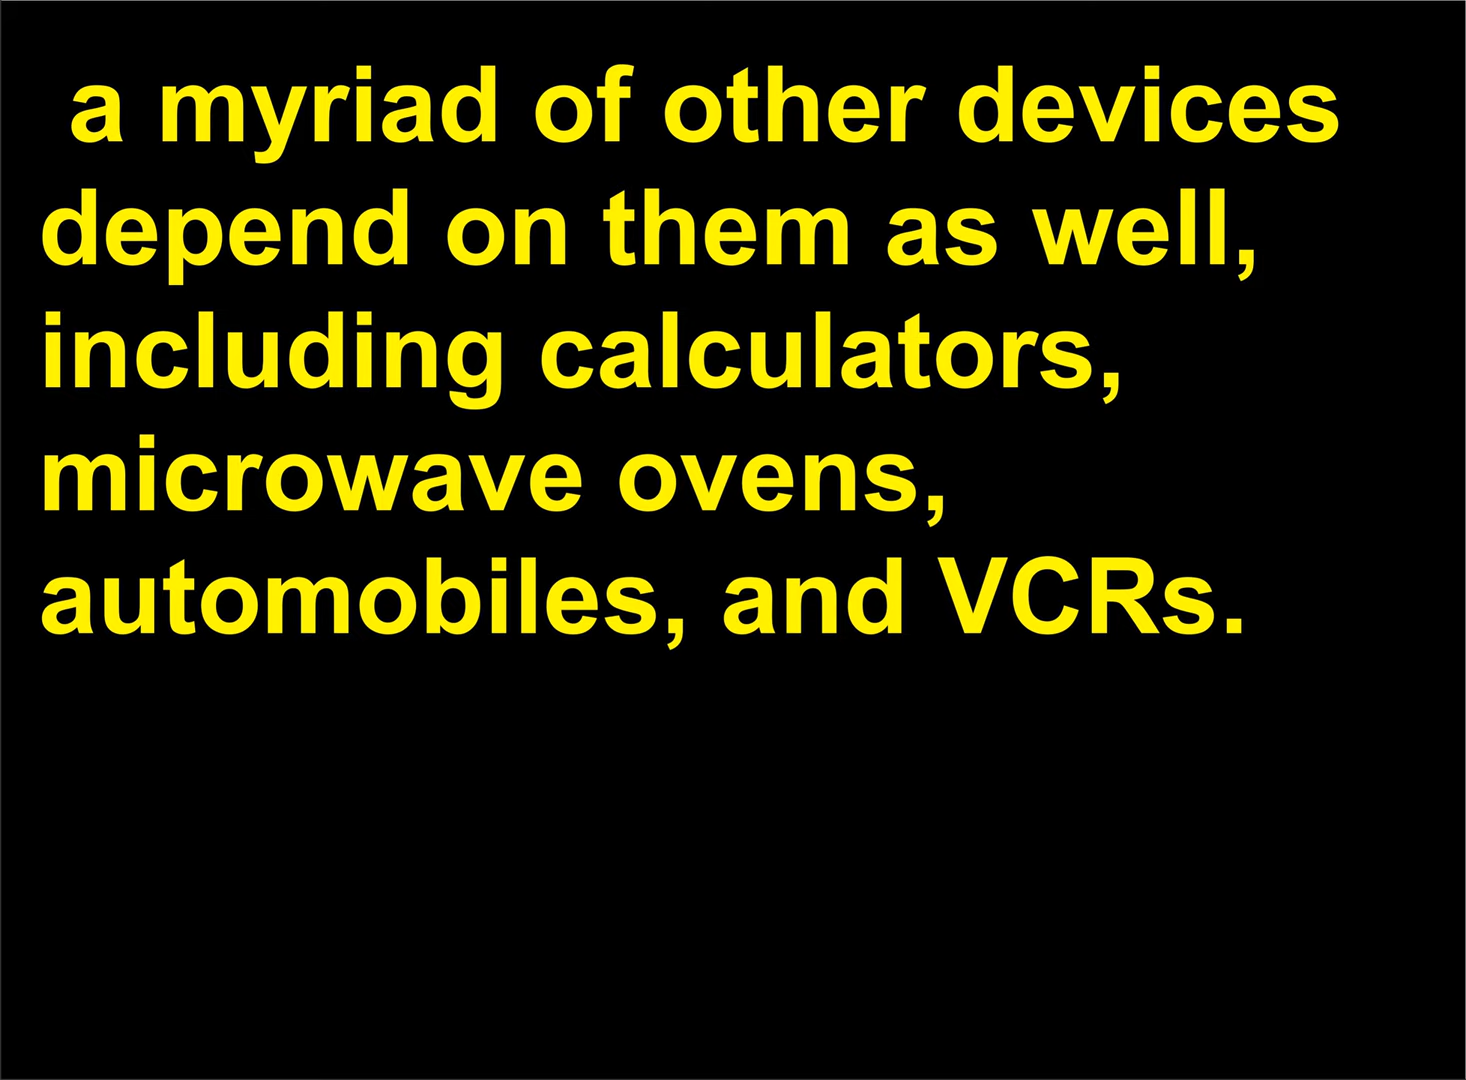 a myriad of other devices
depend on them as well,
including calculators,
microwave ovens,
automobiles, and VCRs.